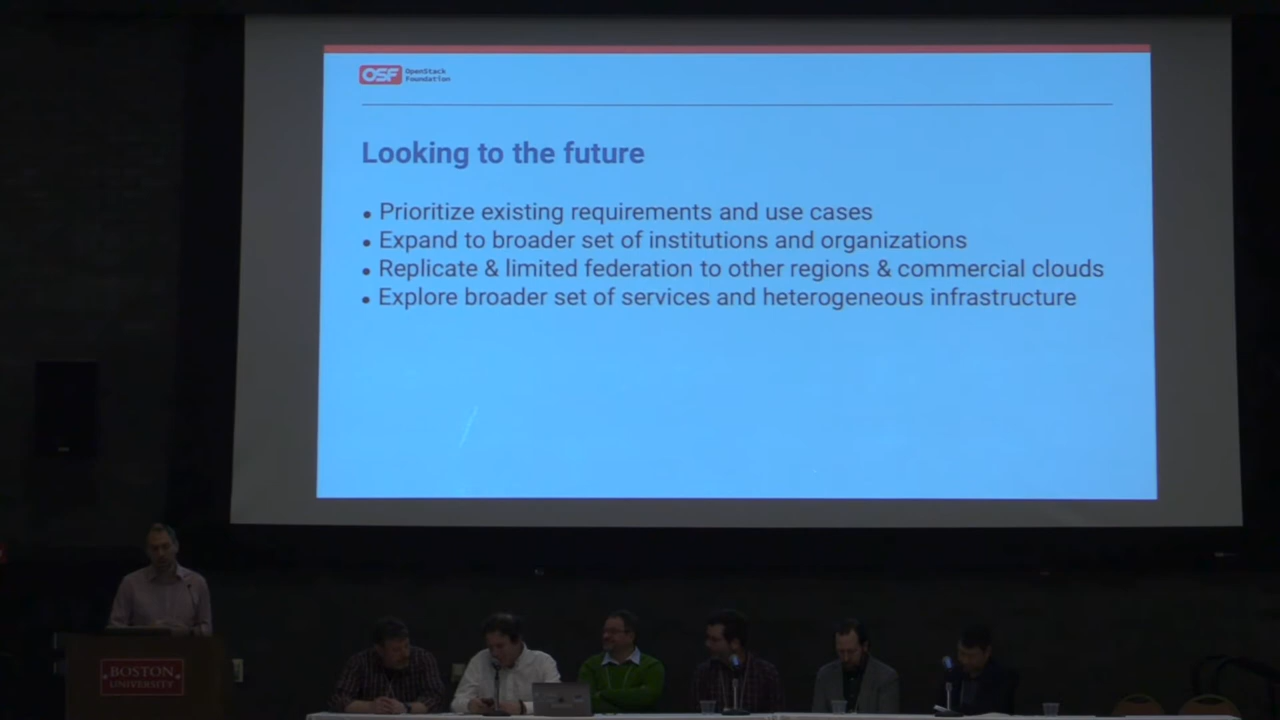 OSF OpenStack
Foundation
Looking to the future
• Prioritize existing requirements and use cases
• Expand to broader set of institutions and organizations
• Replicate & limited federation to other regions & commercial clouds
• Explore broader set of services and heterogeneous infrastructure
BOSTON
UNIVERSITY